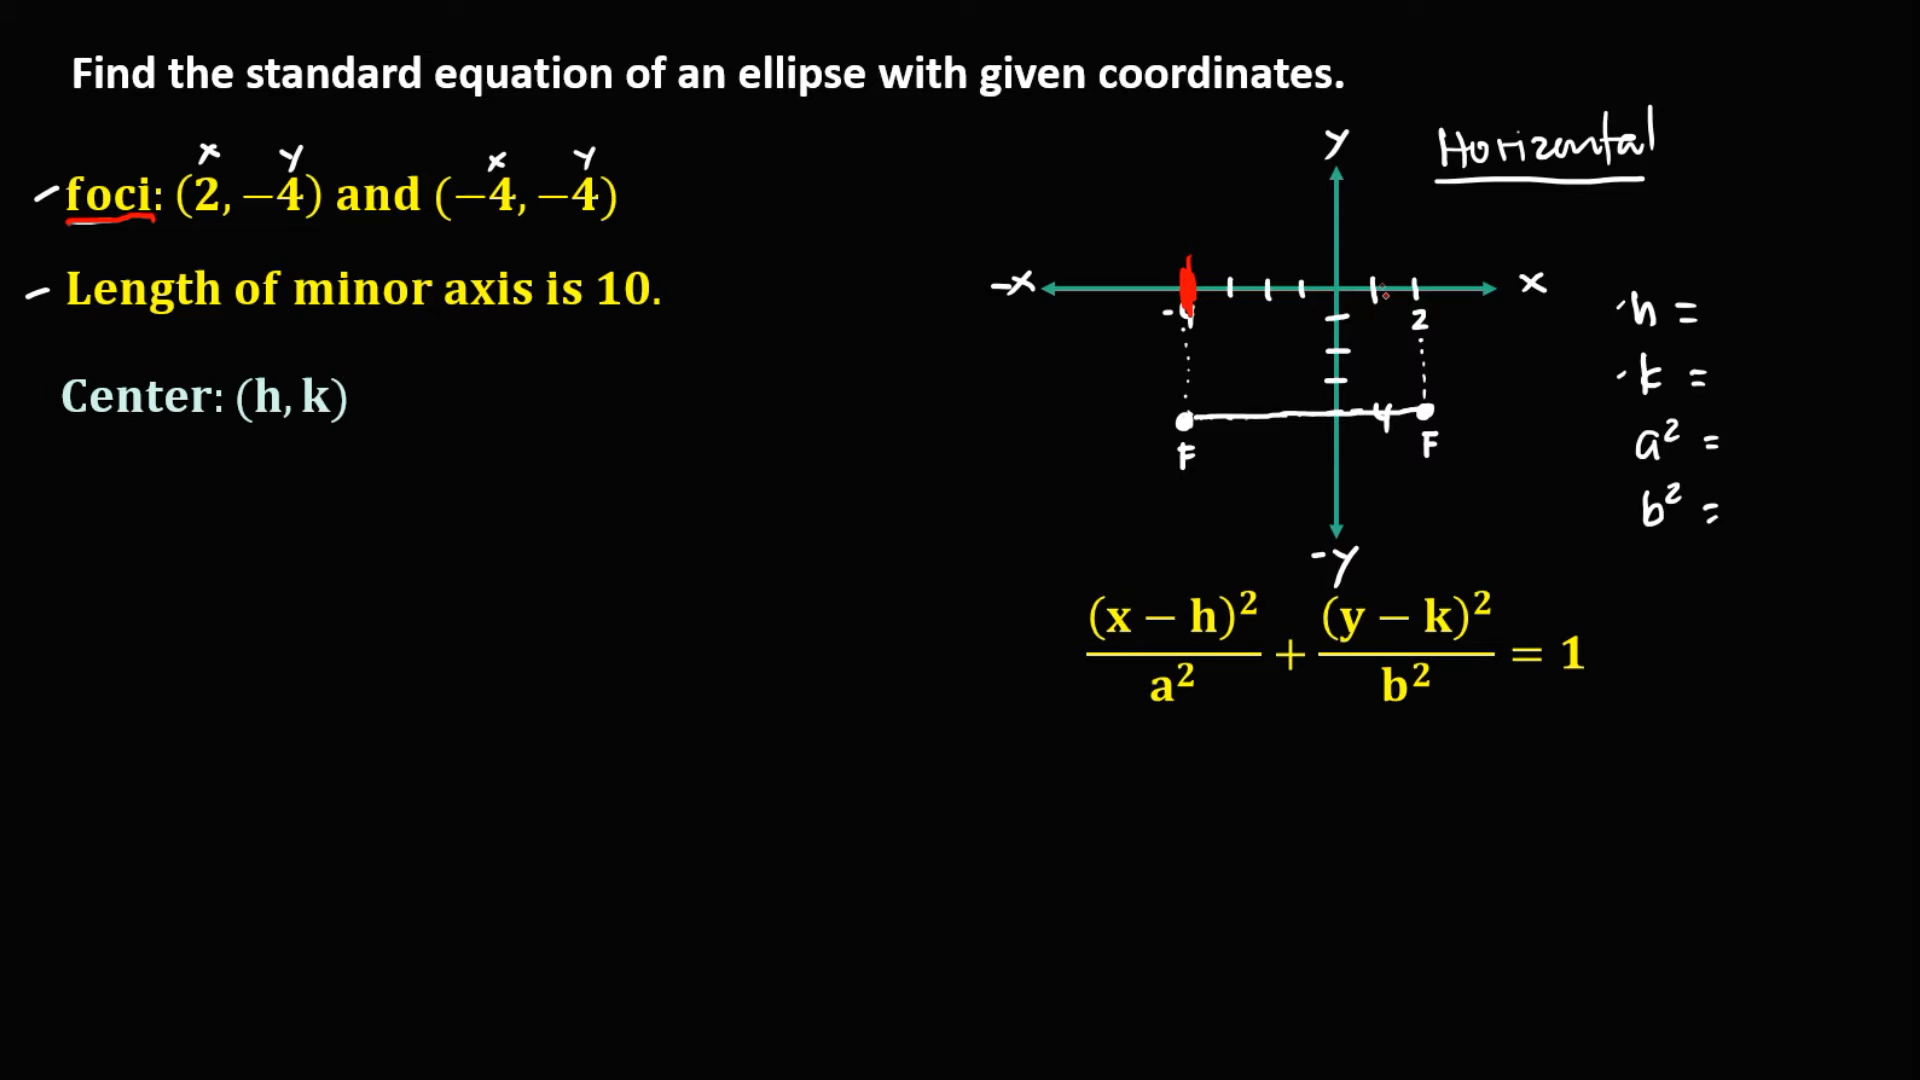 Find the standard equation of an ellipse with given coordinates.
x y x y
foci: (2, −4) and (−4, −4)
Length of minor axis is 10.
Center: (h, k)
Horizontal
y
-x x
-4 2
4
F F
-y
h =
k =
a² =
b² =
(x − h)² / a² + (y − k)² / b² = 1